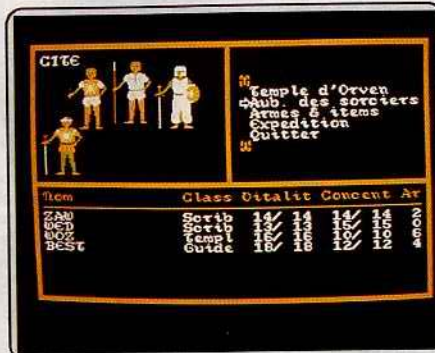 CITE
Temple d'Orven
Aub. des sorciers
Armes & items
Expedition
Quitter
Nom Class Vitalit Concent Ar
ZAW Scrib 14/ 14 14/ 14 2
WED Scrib 13/ 13 15/ 15 0
WOZ Templ 16/ 16 10/ 10 6
BEST Guide 18/ 18 12/ 12 4